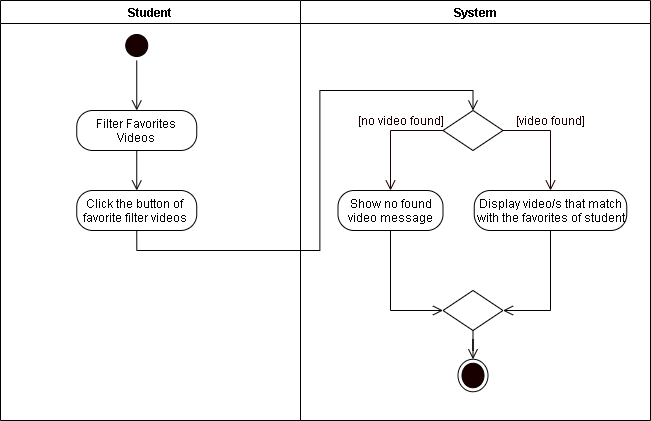 Student
System
Filter Favorites
Videos
Click the button of
favorite filter videos
[no video found]
[video found]
Show no found
video message
Display video/s that match
with the favorites of student